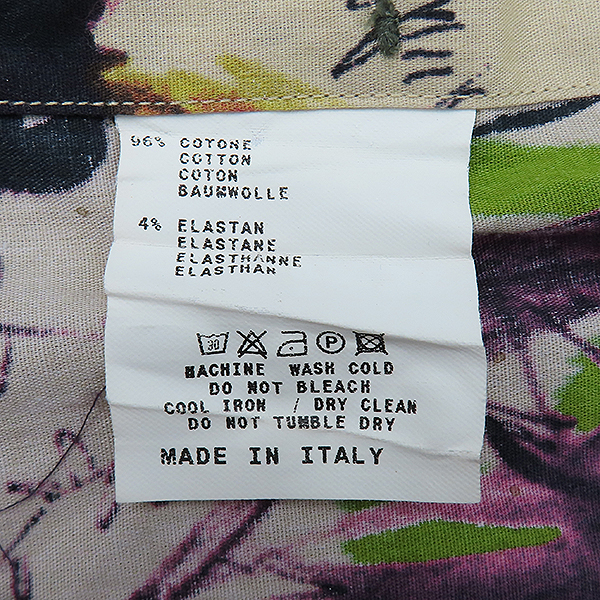 96% COTONE
COTTON
COTON
BAUMWOLLE
4% ELASTAN
ELASTANE
ELASTHANNE
ELASTHAN
30 P
MACHINE WASH COLD
DO NOT BLEACH
COOL IRON / DRY CLEAN
DO NOT TUMBLE DRY
MADE IN ITALY